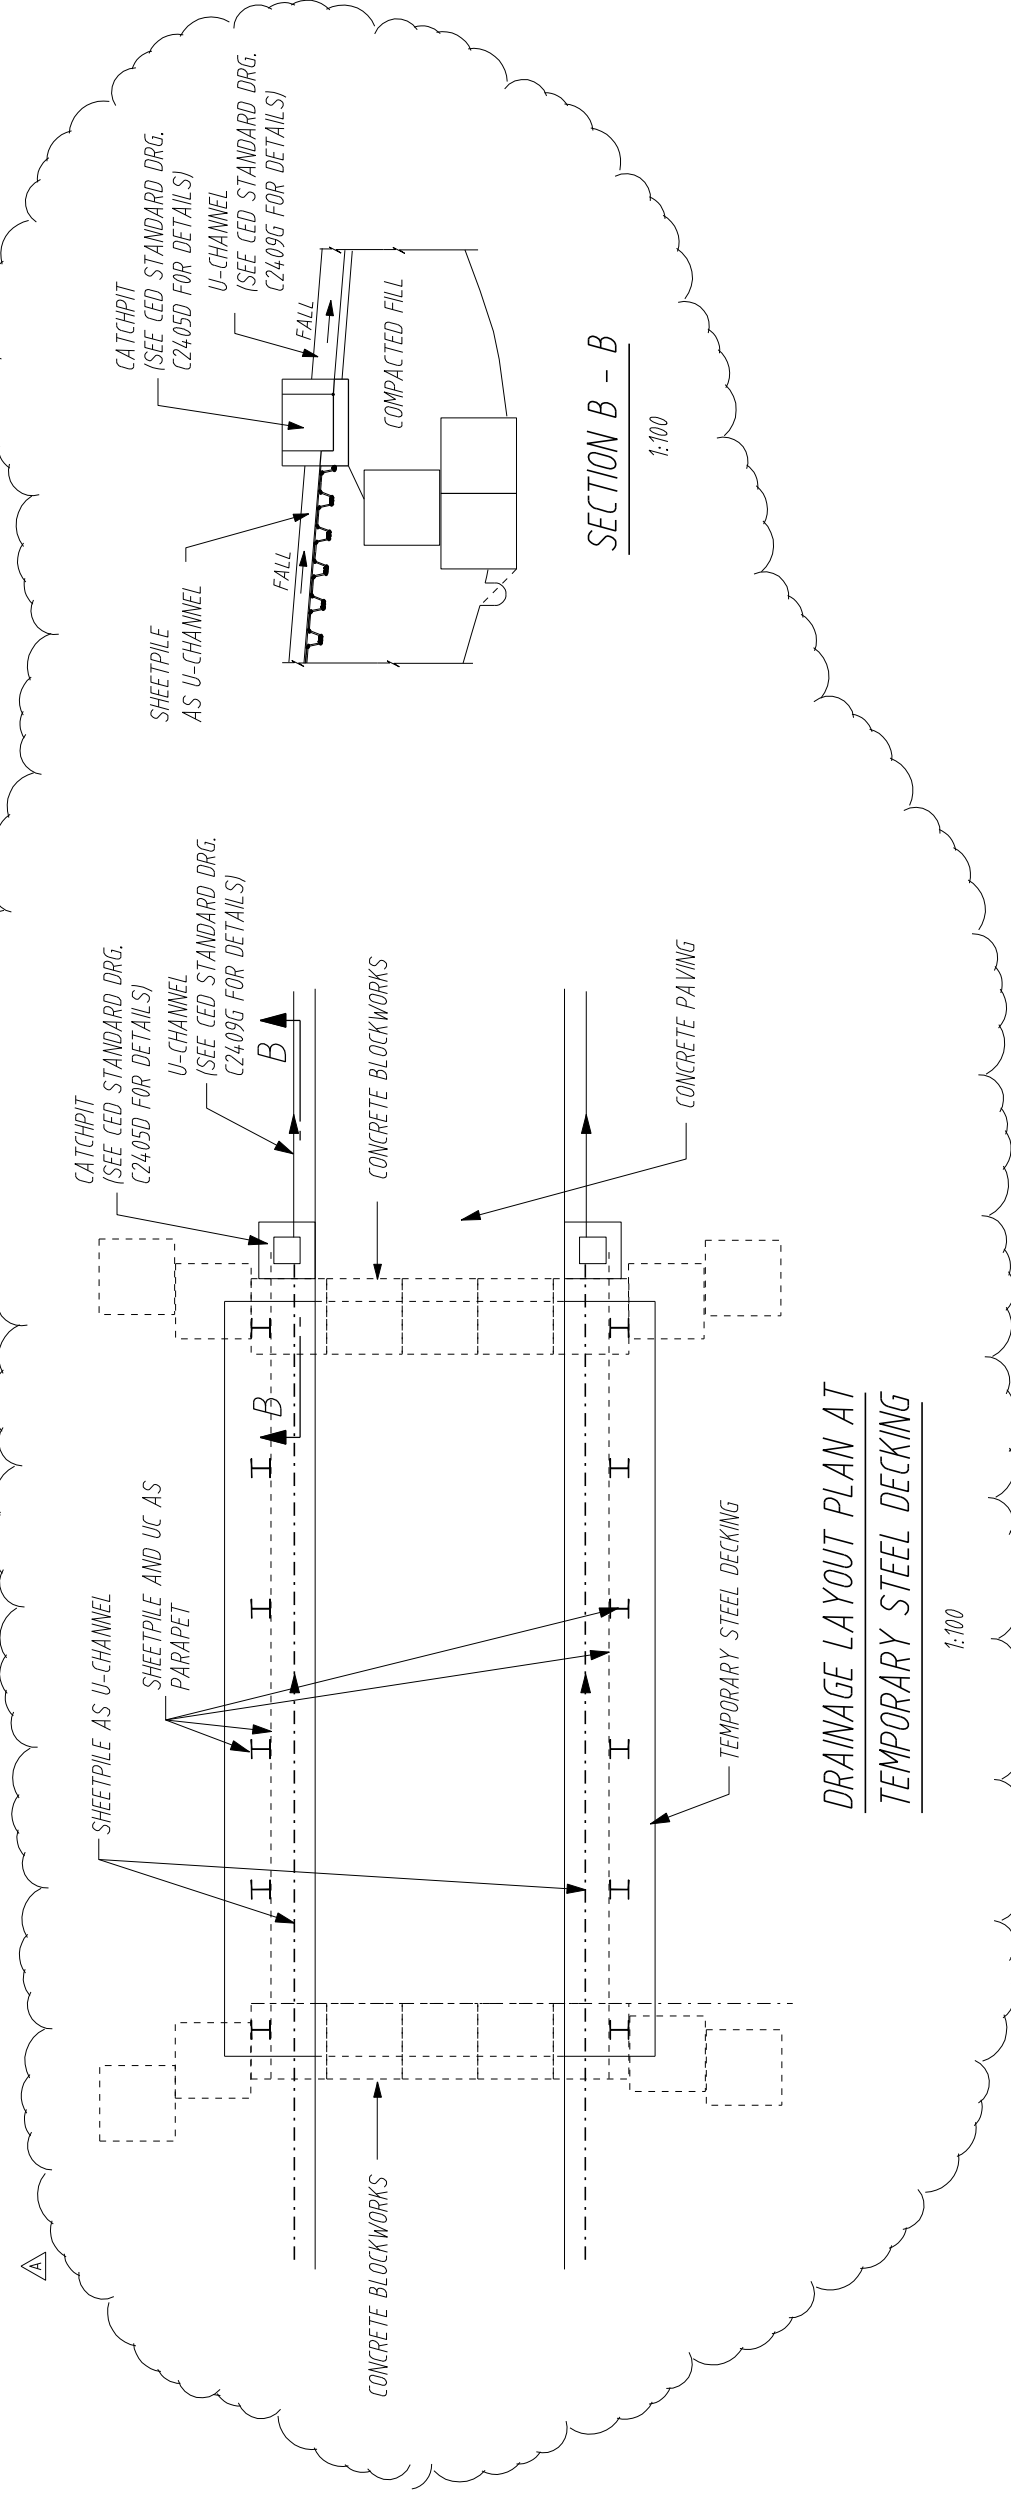 A
CONCRETE BLOCKWORKS
SHEETPILE AS U-CHANNEL
SHEETPILE AND UC AS
PARAPET
B
CATCHPIT
(SEE CED STANDARD DRG.
C2405D FOR DETAILS)
U-CHANNEL
(SEE CED STANDARD DRG.
C2409G FOR DETAILS)
B
CONCRETE BLOCKWORKS
CONCRETE PAVING
TEMPORARY STEEL DECKING
DRAINAGE LAYOUT PLAN AT
TEMPORARY STEEL DECKING
1:100
CATCHPIT
(SEE CED STANDARD DRG.
C2405D FOR DETAILS)
U-CHANNEL
(SEE CED STANDARD DRG.
C2409G FOR DETAILS)
SHEETPILE
AS U-CHANNEL
FALL
FALL
COMPACTED FILL
SECTION B - B
1:100